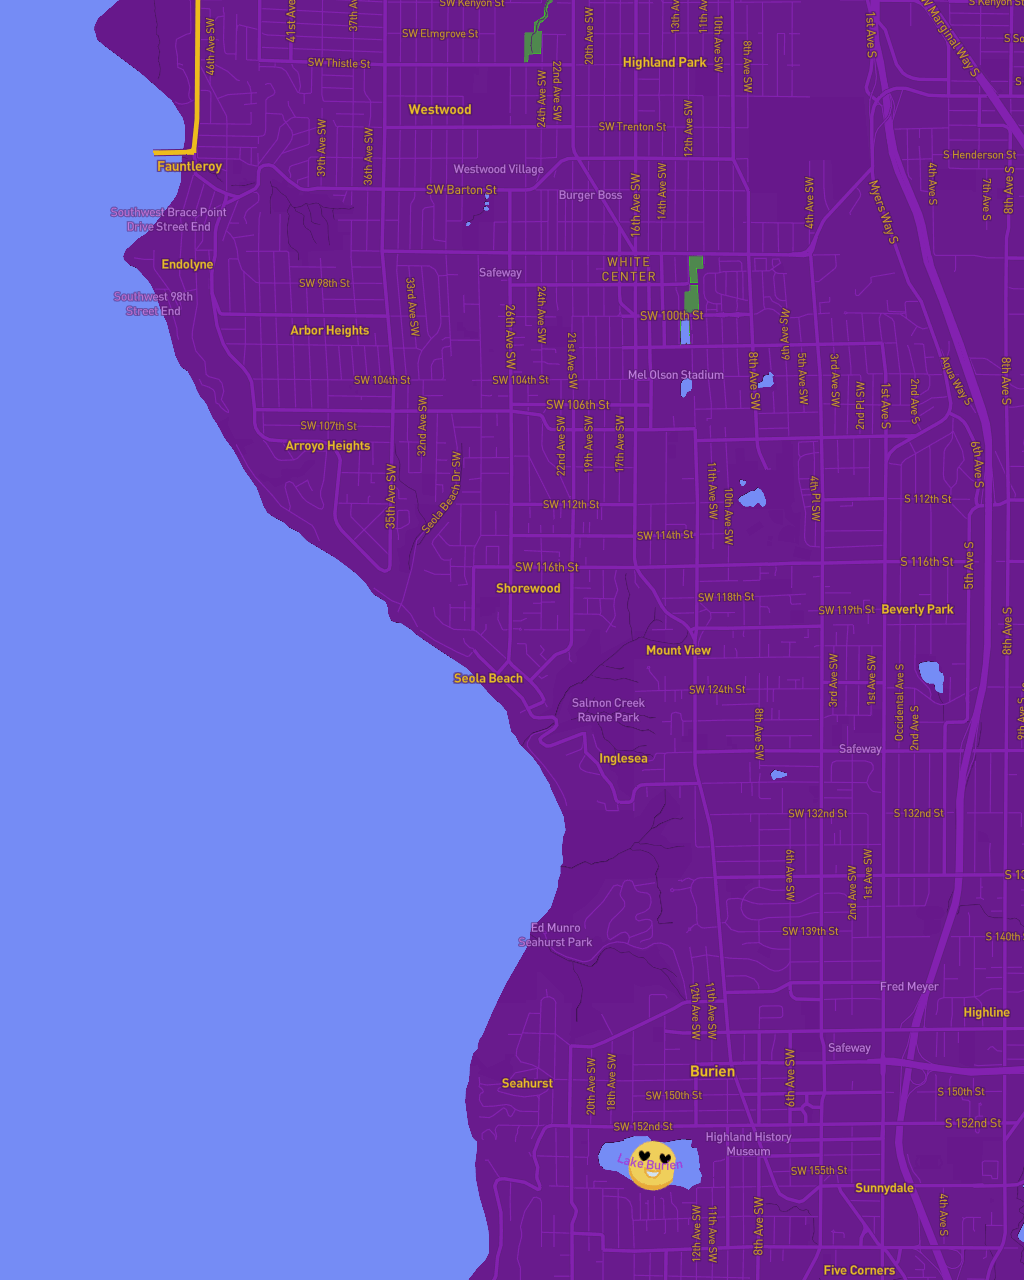 SW Kenyon St
S Kenyon St
46th Ave SW
41st Ave
37th Av
SW Elmgrove St
20th Ave SW
13th Av
11th Av
10th Ave SW
8th Ave SW
1st Ave S
W Marginal Way S
S So
SW Thistle St
Highland Park
24th Ave SW
22nd Ave SW
S
Westwood
39th Ave SW
36th Ave SW
SW Trenton St
12th Ave SW
Fauntleroy
Westwood Village
S Henderson St
SW Barton St
Burger Boss
16th Ave SW
14th Ave SW
4th Ave SW
Myers Way S
4th Ave S
7th Ave S
8th Ave S
Southwest Brace Point
Drive Street End
Endolyne
Safeway
WHITE
CENTER
SW 98th St
Southwest 98th
Street End
33rd Ave SW
26th Ave SW
24th Ave SW
21st Ave SW
SW 100th St
Arbor Heights
6th Ave SW
8th Ave SW
5th Ave SW
3rd Ave SW
SW 104th St
SW 104th St
Mel Olson Stadium
2nd Pl SW
1st Ave S
2nd Ave S
Aqua Way S
8th Ave S
SW 106th St
32nd Ave SW
SW 107th St
Arroyo Heights
22nd Ave SW
19th Ave SW
17th Ave SW
6th Ave S
35th Ave SW
Seola Beach Dr SW
11th Ave SW
10th Ave SW
4th Pl SW
SW 112th St
S 112th St
SW 114th St
SW 116th St
S 116th St
5th Ave S
Shorewood
SW 118th St
SW 119th St
Beverly Park
8th Ave S
Mount View
Seola Beach
SW 124th St
3rd Ave SW
1st Ave SW
Occidental Ave S
2nd Ave S
9th Ave S
Salmon Creek
Ravine Park
8th Ave SW
Inglesea
Safeway
SW 132nd St
S 132nd St
6th Ave SW
2nd Ave SW
1st Ave SW
S 13
Ed Munro
Seahurst Park
SW 139th St
S 140th St
Fred Meyer
12th Ave SW
11th Ave SW
Highline
Safeway
Seahurst
20th Ave SW
18th Ave SW
Burien
6th Ave SW
SW 150th St
S 150th St
SW 152nd St
S 152nd St
Highland History
Museum
Lake Burien
SW 155th St
Sunnydale
12th Ave SW
11th Ave SW
8th Ave SW
4th Ave S
Five Corners